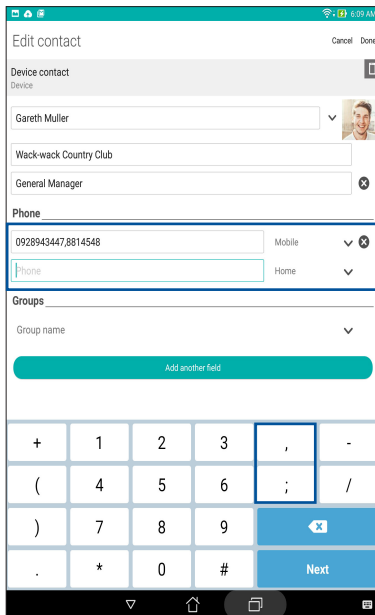 6:09 AM
Edit contact
Cancel Done
Device contact
Device
Gareth Muller
Wack-wack Country Club
General Manager
Phone
0928943447,8814548 Mobile
Phone Home
Groups
Group name
Add another field
+ 1 2 3 , -
( 4 5 6 ; /
) 7 8 9
. * 0 # Next